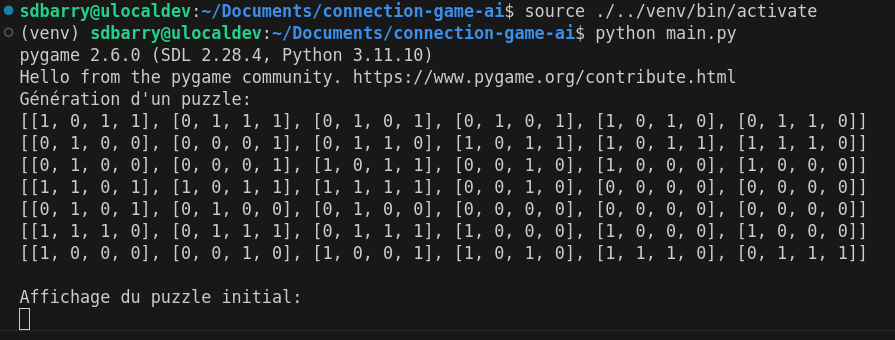 sdbarry@ulocaldev:~/Documents/connection-game-ai$ source ./../venv/bin/activate
(venv) sdbarry@ulocaldev:~/Documents/connection-game-ai$ python main.py
pygame 2.6.0 (SDL 2.28.4, Python 3.11.10)
Hello from the pygame community. https://www.pygame.org/contribute.html
Génération d'un puzzle:
[[1, 0, 1, 1], [0, 1, 1, 1], [0, 1, 0, 1], [0, 1, 0, 1], [1, 0, 1, 0], [0, 1, 1, 0]]
[[0, 1, 0, 0], [0, 0, 0, 1], [0, 1, 1, 0], [1, 0, 1, 1], [1, 0, 1, 1], [1, 1, 1, 0]]
[[0, 1, 0, 0], [0, 0, 0, 1], [1, 0, 1, 1], [0, 0, 1, 0], [1, 0, 0, 0], [1, 0, 0, 0]]
[[1, 1, 0, 1], [1, 0, 1, 1], [1, 1, 1, 1], [0, 0, 1, 0], [0, 0, 0, 0], [0, 0, 0, 0]]
[[0, 1, 0, 1], [0, 1, 0, 0], [0, 1, 0, 0], [0, 0, 0, 0], [0, 0, 0, 0], [0, 0, 0, 0]]
[[1, 1, 1, 0], [0, 1, 1, 1], [0, 1, 1, 1], [1, 0, 0, 0], [1, 0, 0, 0], [1, 0, 0, 0]]
[[1, 0, 0, 0], [0, 0, 1, 0], [1, 0, 0, 1], [1, 0, 1, 0], [1, 1, 1, 0], [0, 1, 1, 1]]
Affichage du puzzle initial: